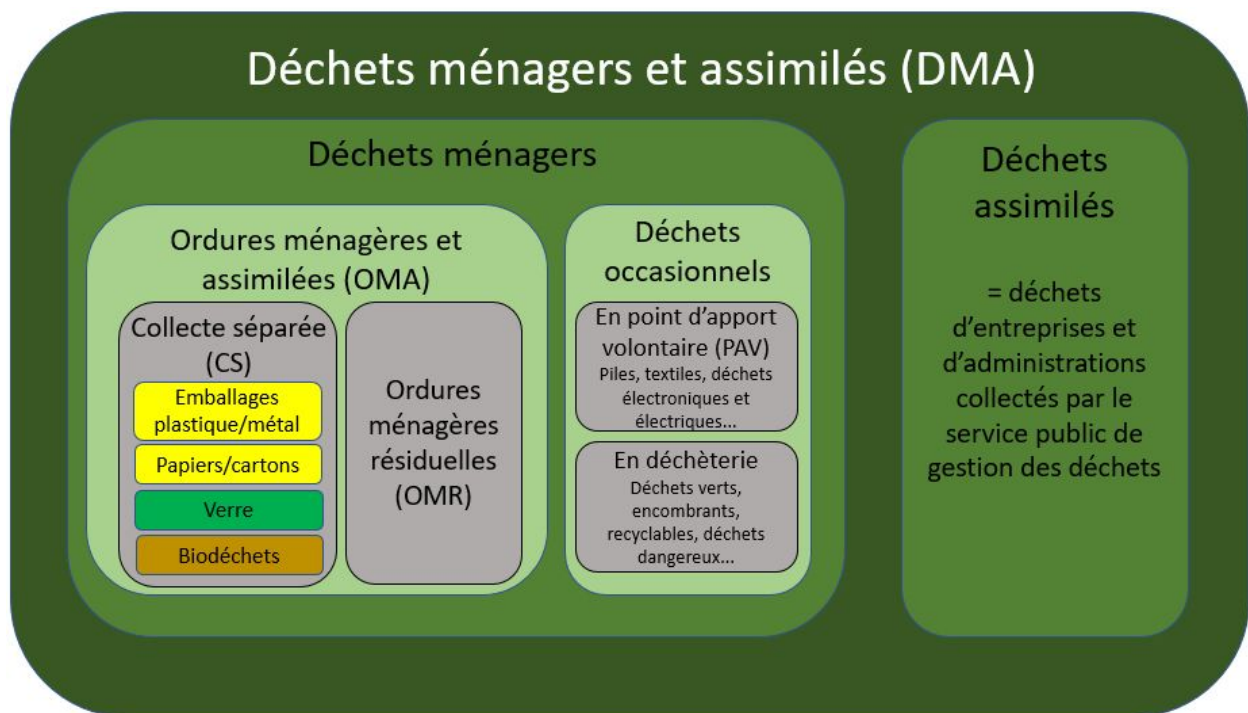 Déchets ménagers et assimilés (DMA)
Déchets ménagers
Ordures ménagères et
assimilées (OMA)
Collecte séparée
(CS)
Emballages
plastique/métal
Papiers/cartons
Verre
Biodéchets
Ordures
ménagères
résiduelles
(OMR)
Déchets
occasionnels
En point d’apport
volontaire (PAV)
Piles, textiles, déchets
électroniques et
électriques...
En déchèterie
Déchets verts,
encombrants,
recyclables, déchets
dangereux...
Déchets
assimilés
= déchets
d’entreprises et
d’administrations
collectés par le
service public de
gestion des déchets